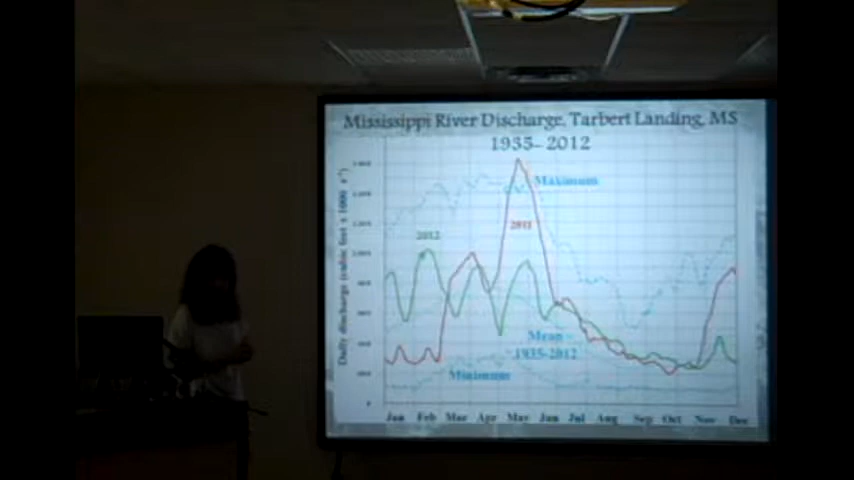 Mississippi River Discharge, Tarbert Landing, MS
1935-2012
Daily discharge (cubic feet x 1000 s⁻¹)
Maximum
2011
2012
Mean
1935-2012
Minimum
Jan Feb Mar Apr May Jun Jul Aug Sep Oct Nov Dec